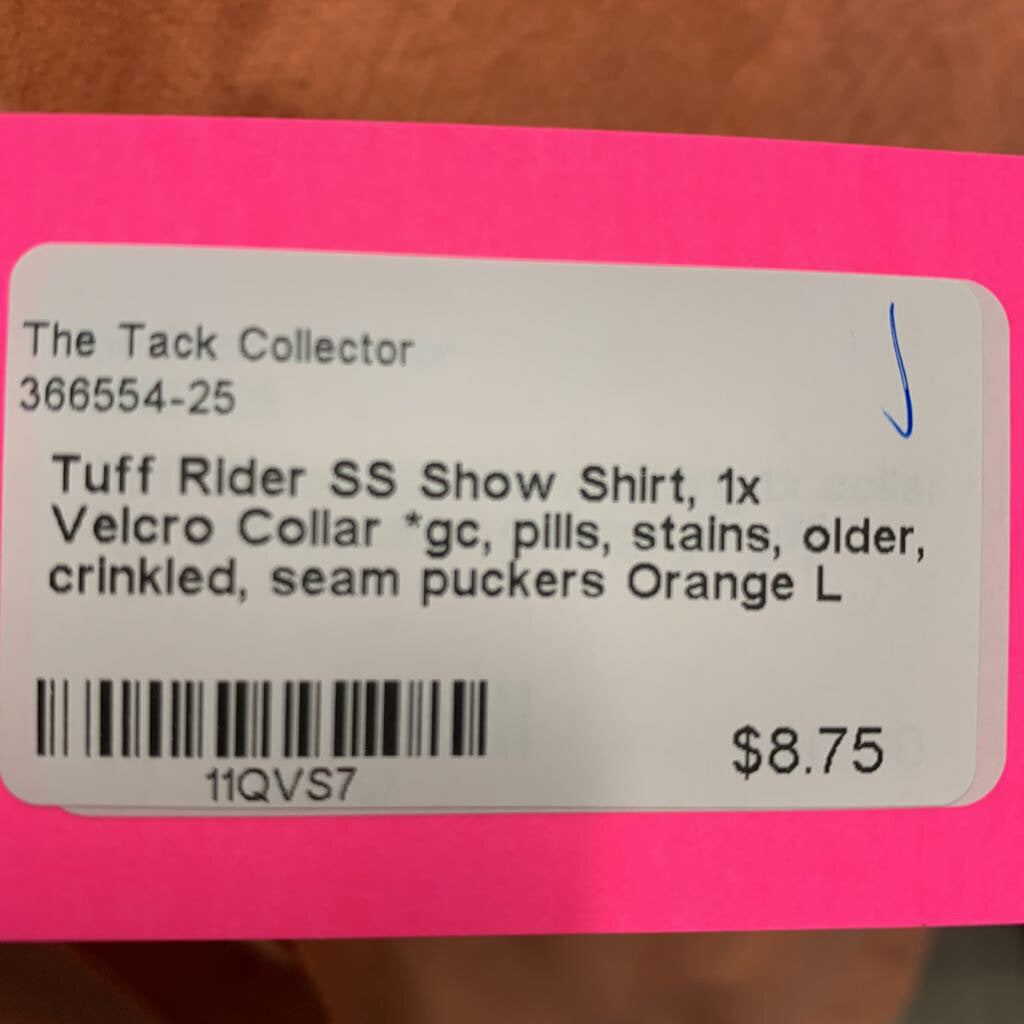 The Tack Collector
366554-25
Tuff Rider SS Show Shirt, 1x
Velcro Collar *gc, pills, stains, older,
crinkled, seam puckers Orange L
11QVS7
$8.75